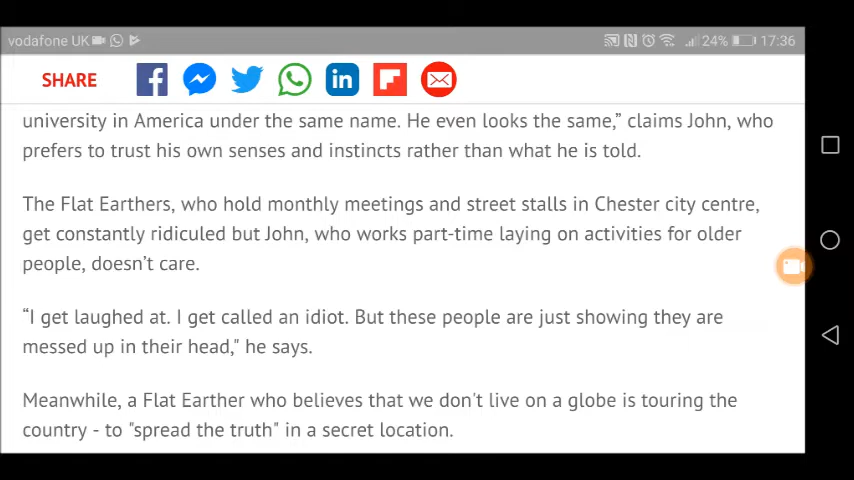 vodafone UK 24% 17:36
SHARE
university in America under the same name. He even looks the same,” claims John, who
prefers to trust his own senses and instincts rather than what he is told.
The Flat Earthers, who hold monthly meetings and street stalls in Chester city centre,
get constantly ridiculed but John, who works part-time laying on activities for older
people, doesn’t care.
“I get laughed at. I get called an idiot. But these people are just showing they are
messed up in their head," he says.
Meanwhile, a Flat Earther who believes that we don't live on a globe is touring the
country - to "spread the truth" in a secret location.